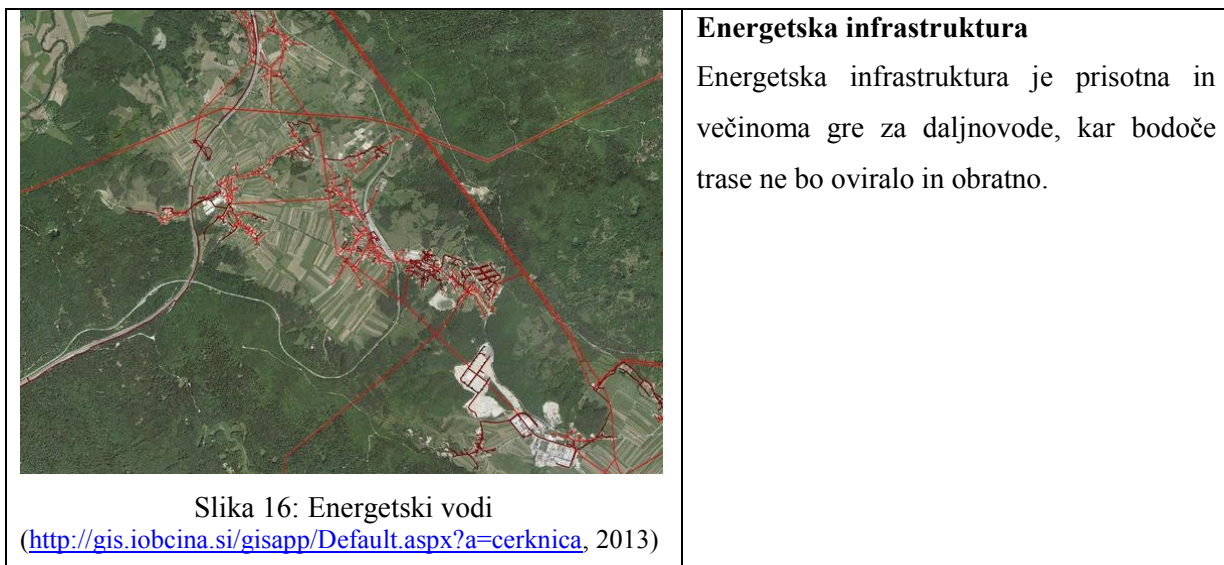 Slika 16: Energetski vodi
(http://gis.iobcina.si/gisapp/Default.aspx?a=cerknica, 2013)
Energetska infrastruktura
Energetska infrastruktura je prisotna in
večinoma gre za daljnovode, kar bodoče
trase ne bo oviralo in obratno.